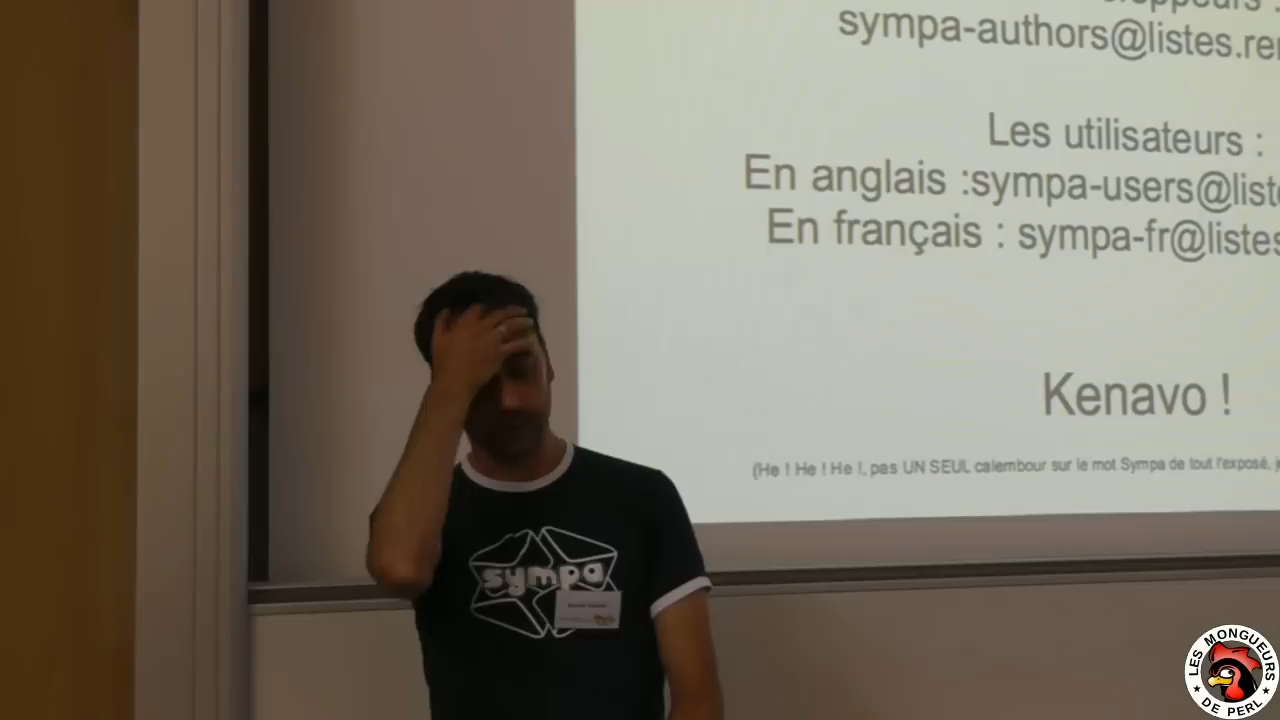 sympa-authors@listes.re
Les utilisateurs :
En anglais :sympa-users@liste
En français : sympa-fr@listes
Kenavo !
(He ! He ! He !, pas UN SEUL calembour sur le mot Sympa de tout l'exposé, j
sympa
LES MONGUEURS
DE PERL